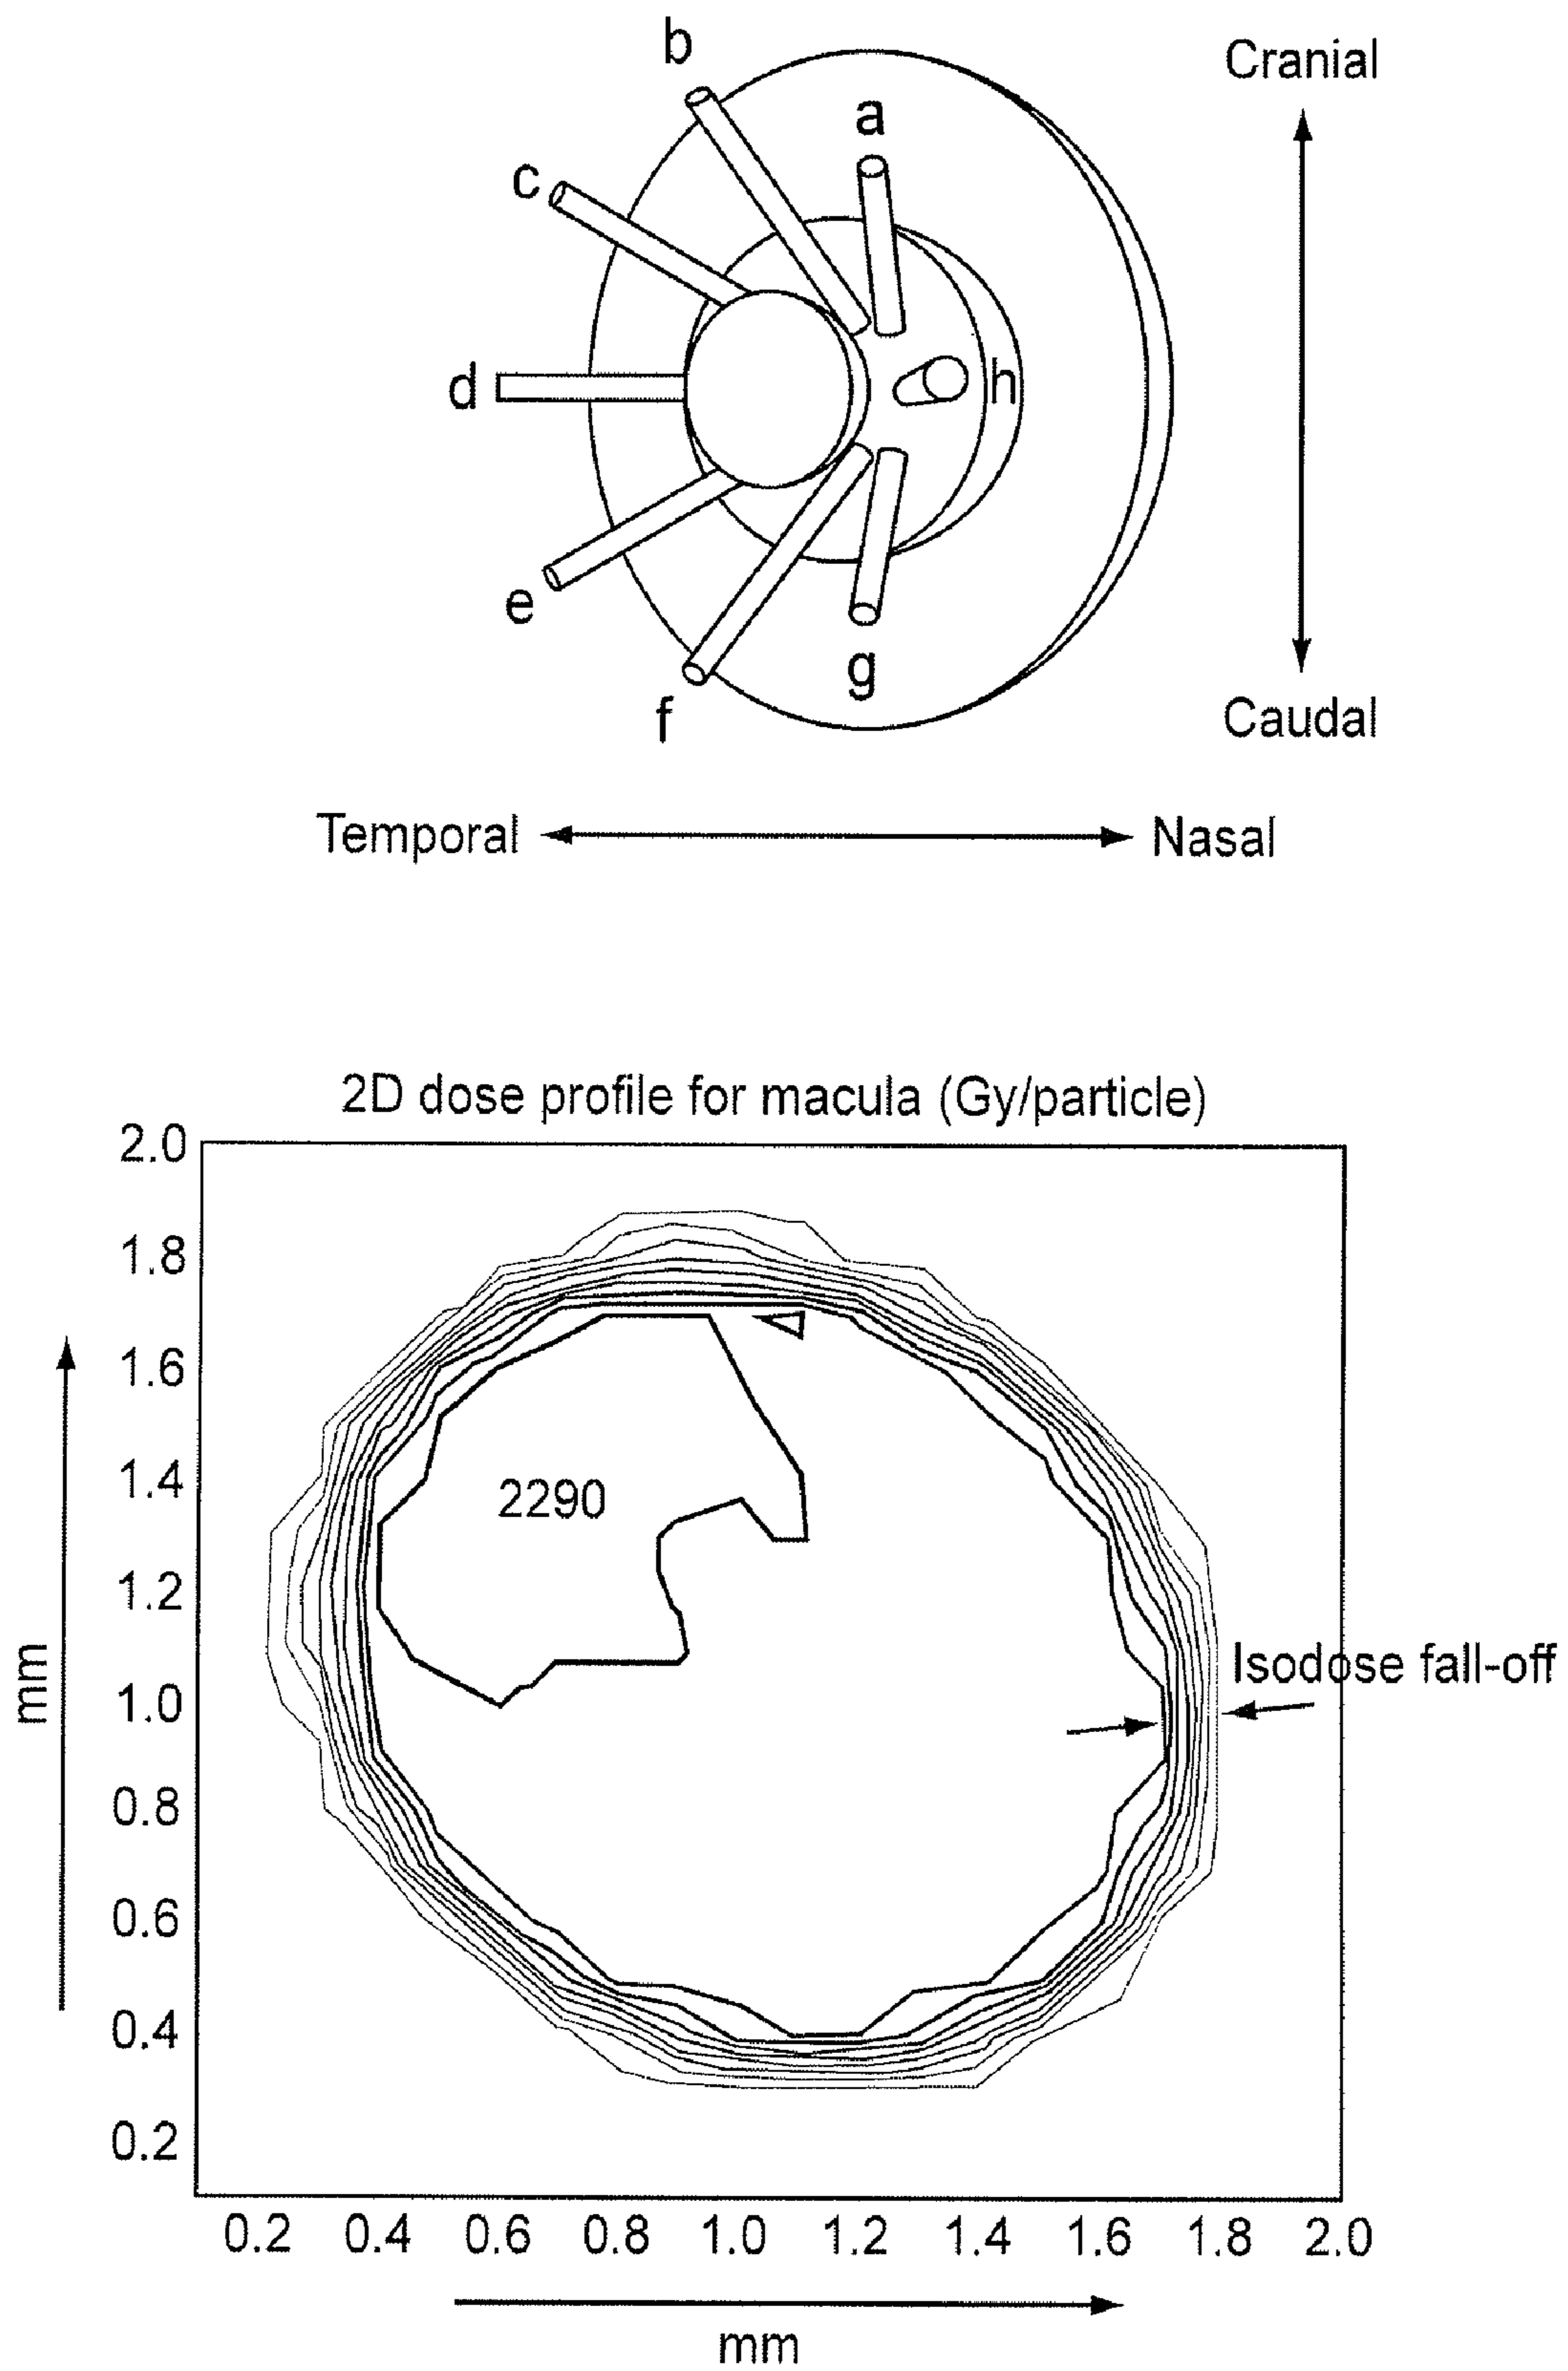 b
Cranial
a
c
d
h
e
g
f
Caudal
Temporal
Nasal
2D dose profile for macula (Gy/particle)
2.0
1.8
1.6
1.4
2290
1.2
mm
Isodose fall-off
1.0
0.8
0.6
0.4
0.2
0.2 0.4 0.6 0.8 1.0 1.2 1.4 1.6 1.8 2.0
mm